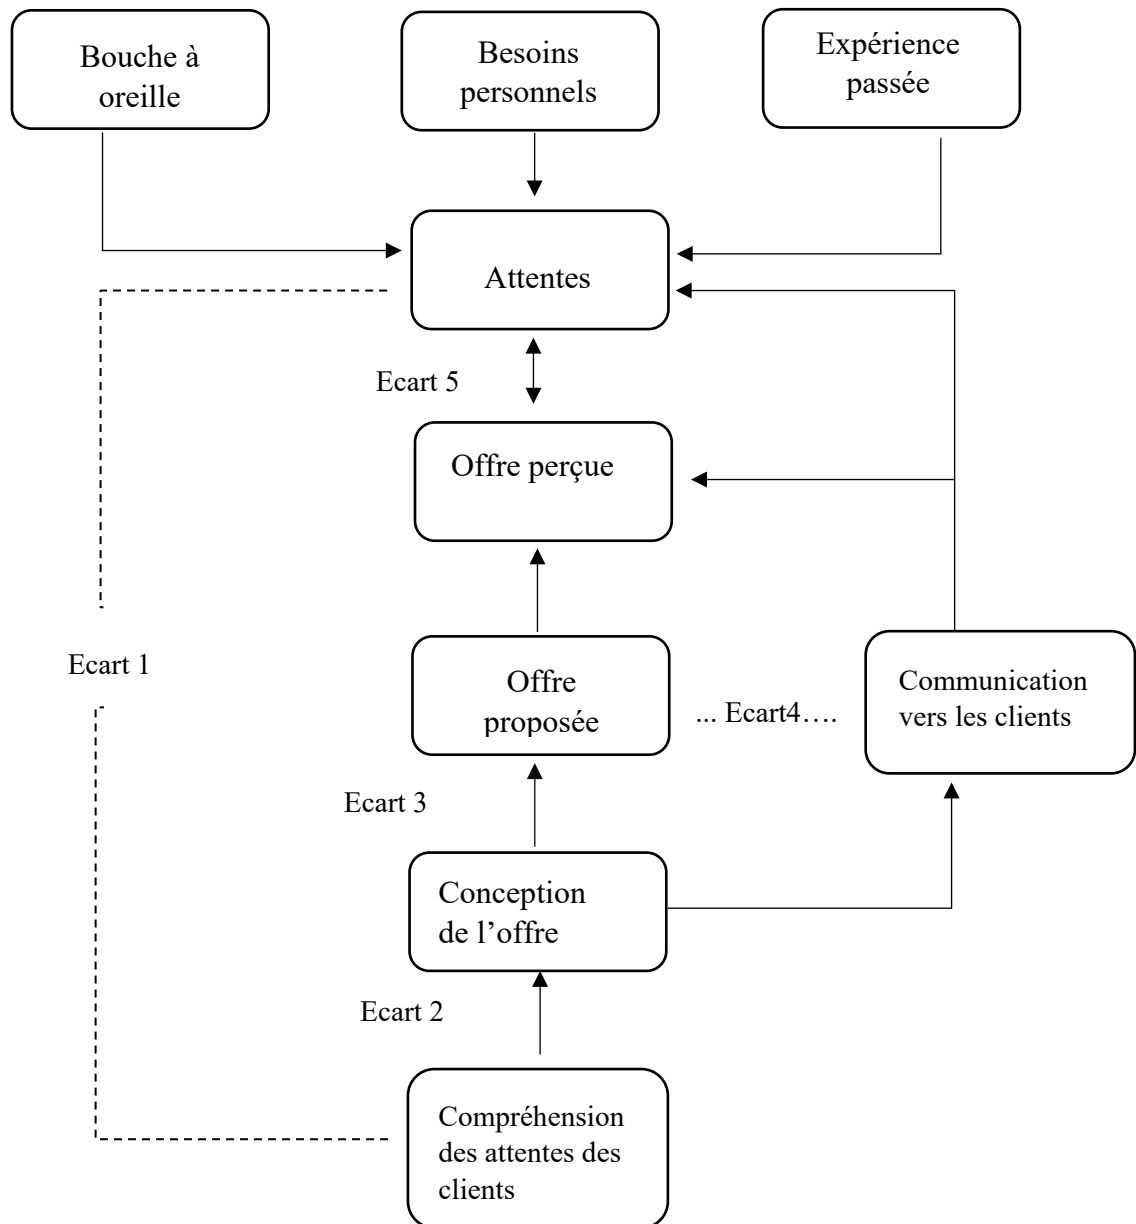 Bouche à
oreille
Besoins
personnels
Expérience
passée
Attentes
Ecart 5
Offre perçue
Ecart 1
Offre
proposée
... Ecart4….
Communication
vers les clients
Ecart 3
Conception
de l’offre
Ecart 2
Compréhension
des attentes des
clients